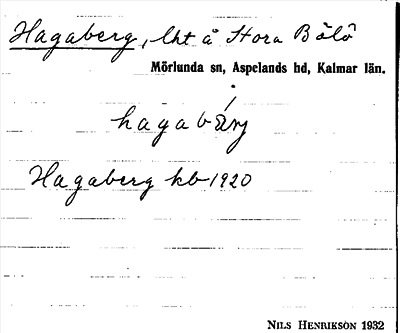 Hagaberg, lht å Stora Bölö
Mörlunda sn, Aspelands hd, Kalmar län.
hagabärj
Hagaberg kb 1920
NILS HENRIKSON 1932